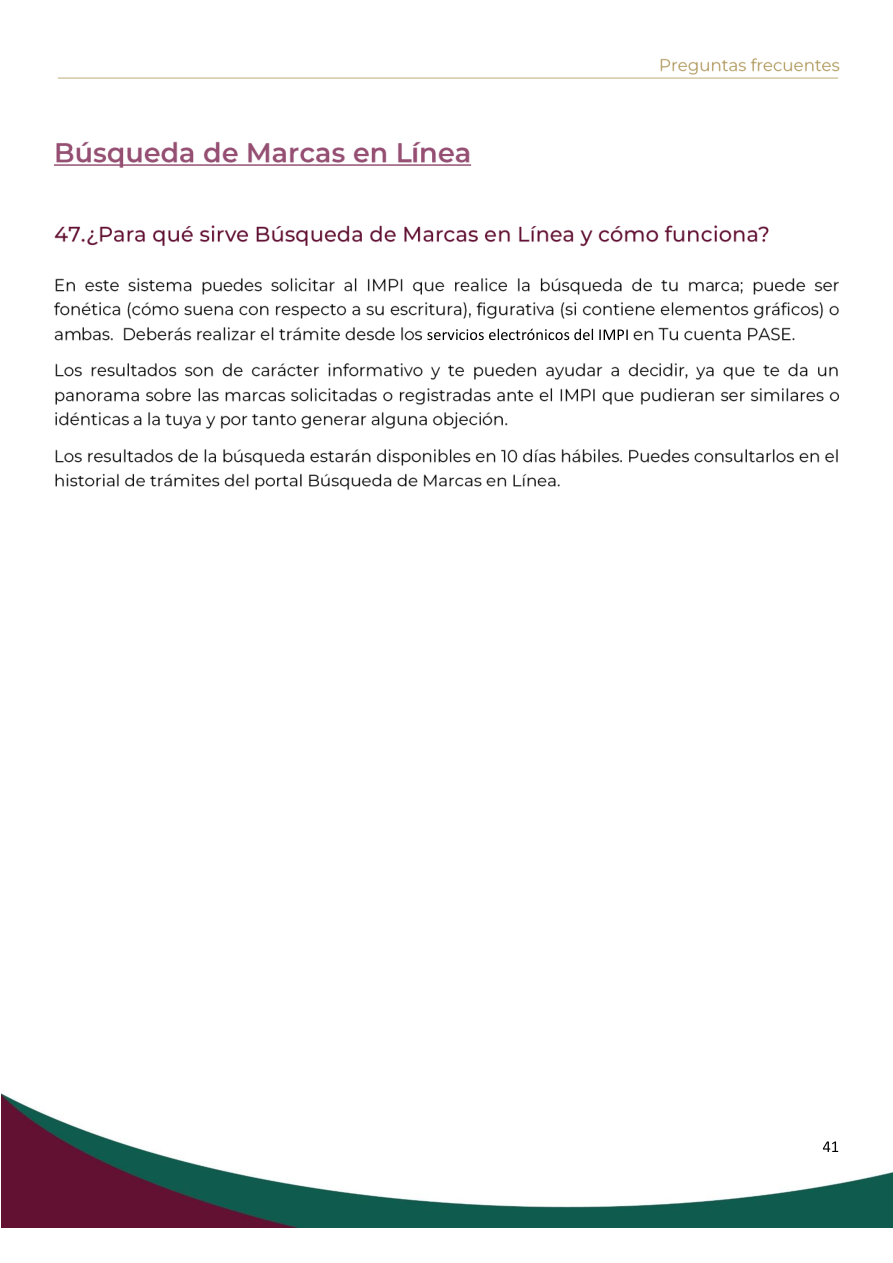 Preguntas frecuentes
Búsqueda de Marcas en Línea
47.¿Para qué sirve Búsqueda de Marcas en Línea y cómo funciona?
En este sistema puedes solicitar al IMPI que realice la búsqueda de tu marca; puede ser
fonética (cómo suena con respecto a su escritura), figurativa (si contiene elementos gráficos) o
ambas. Deberás realizar el trámite desde los servicios electrónicos del IMPI en Tu cuenta PASE.
Los resultados son de carácter informativo y te pueden ayudar a decidir, ya que te da un
panorama sobre las marcas solicitadas o registradas ante el IMPI que pudieran ser similares o
idénticas a la tuya y por tanto generar alguna objeción.
Los resultados de la búsqueda estarán disponibles en 10 días hábiles. Puedes consultarlos en el
historial de trámites del portal Búsqueda de Marcas en Línea.
41